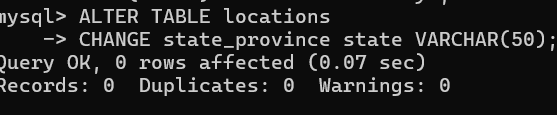 mysql> ALTER TABLE locations
    -> CHANGE state_province state VARCHAR(50);
Query OK, 0 rows affected (0.07 sec)
Records: 0  Duplicates: 0  Warnings: 0